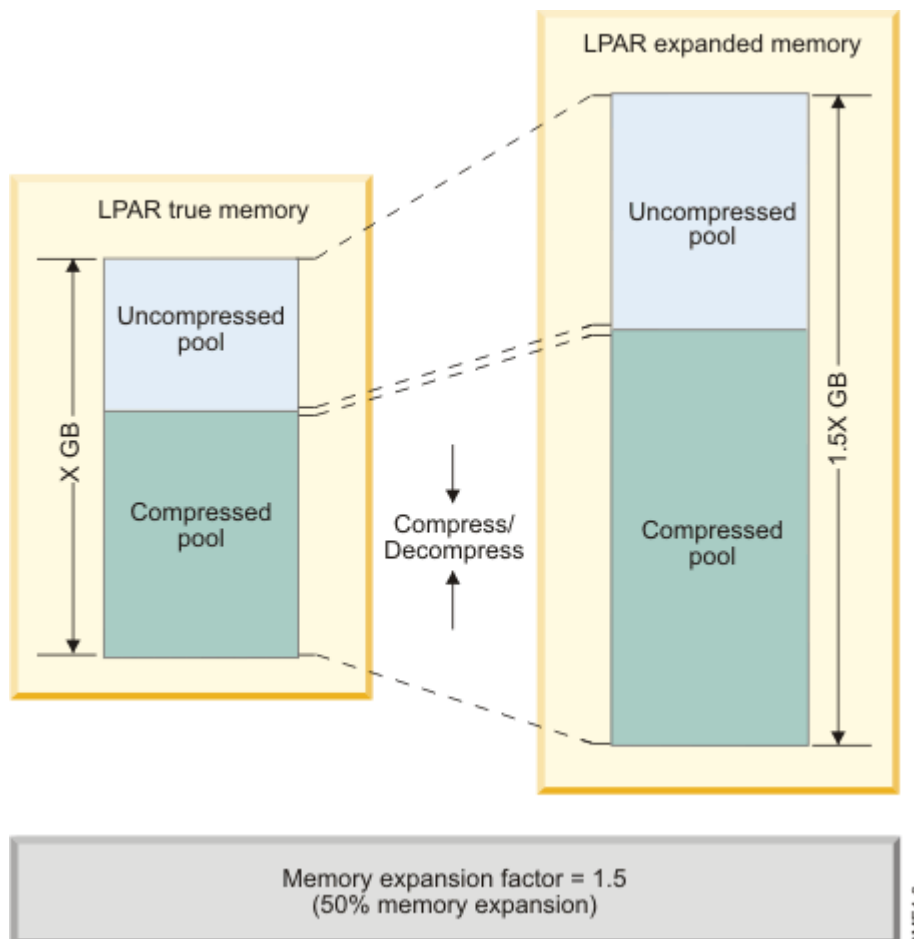 LPAR expanded memory
LPAR true memory
Uncompressed
pool
Uncompressed
pool
X GB
1.5X GB
Compressed
pool
Compress/
Decompress
Compressed
pool
Memory expansion factor = 1.5
(50% memory expansion)